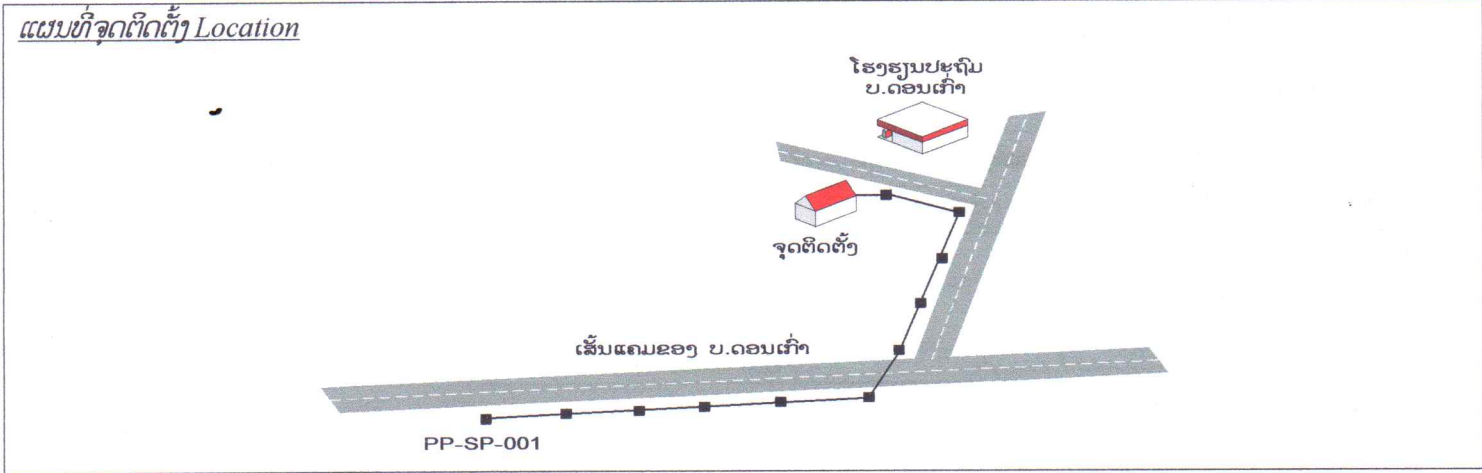 ແຜນທີ່ຈຸດຕິດຕັ້ງ Location
ໂຮງຮຽນປະຖົມ
ບ.ດອນເກົ່າ
ຈຸດຕິດຕັ້ງ
ເສັ້ນແຄມຂອງ ບ.ດອນເກົ່າ
PP-SP-001